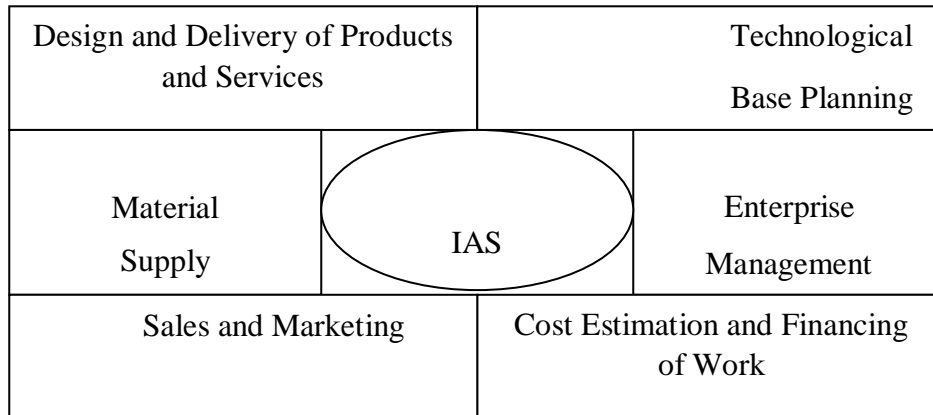 Design and Delivery of Products
and Services
Technological
Base Planning
Material
Supply
IAS
Enterprise
Management
Sales and Marketing
Cost Estimation and Financing
of Work